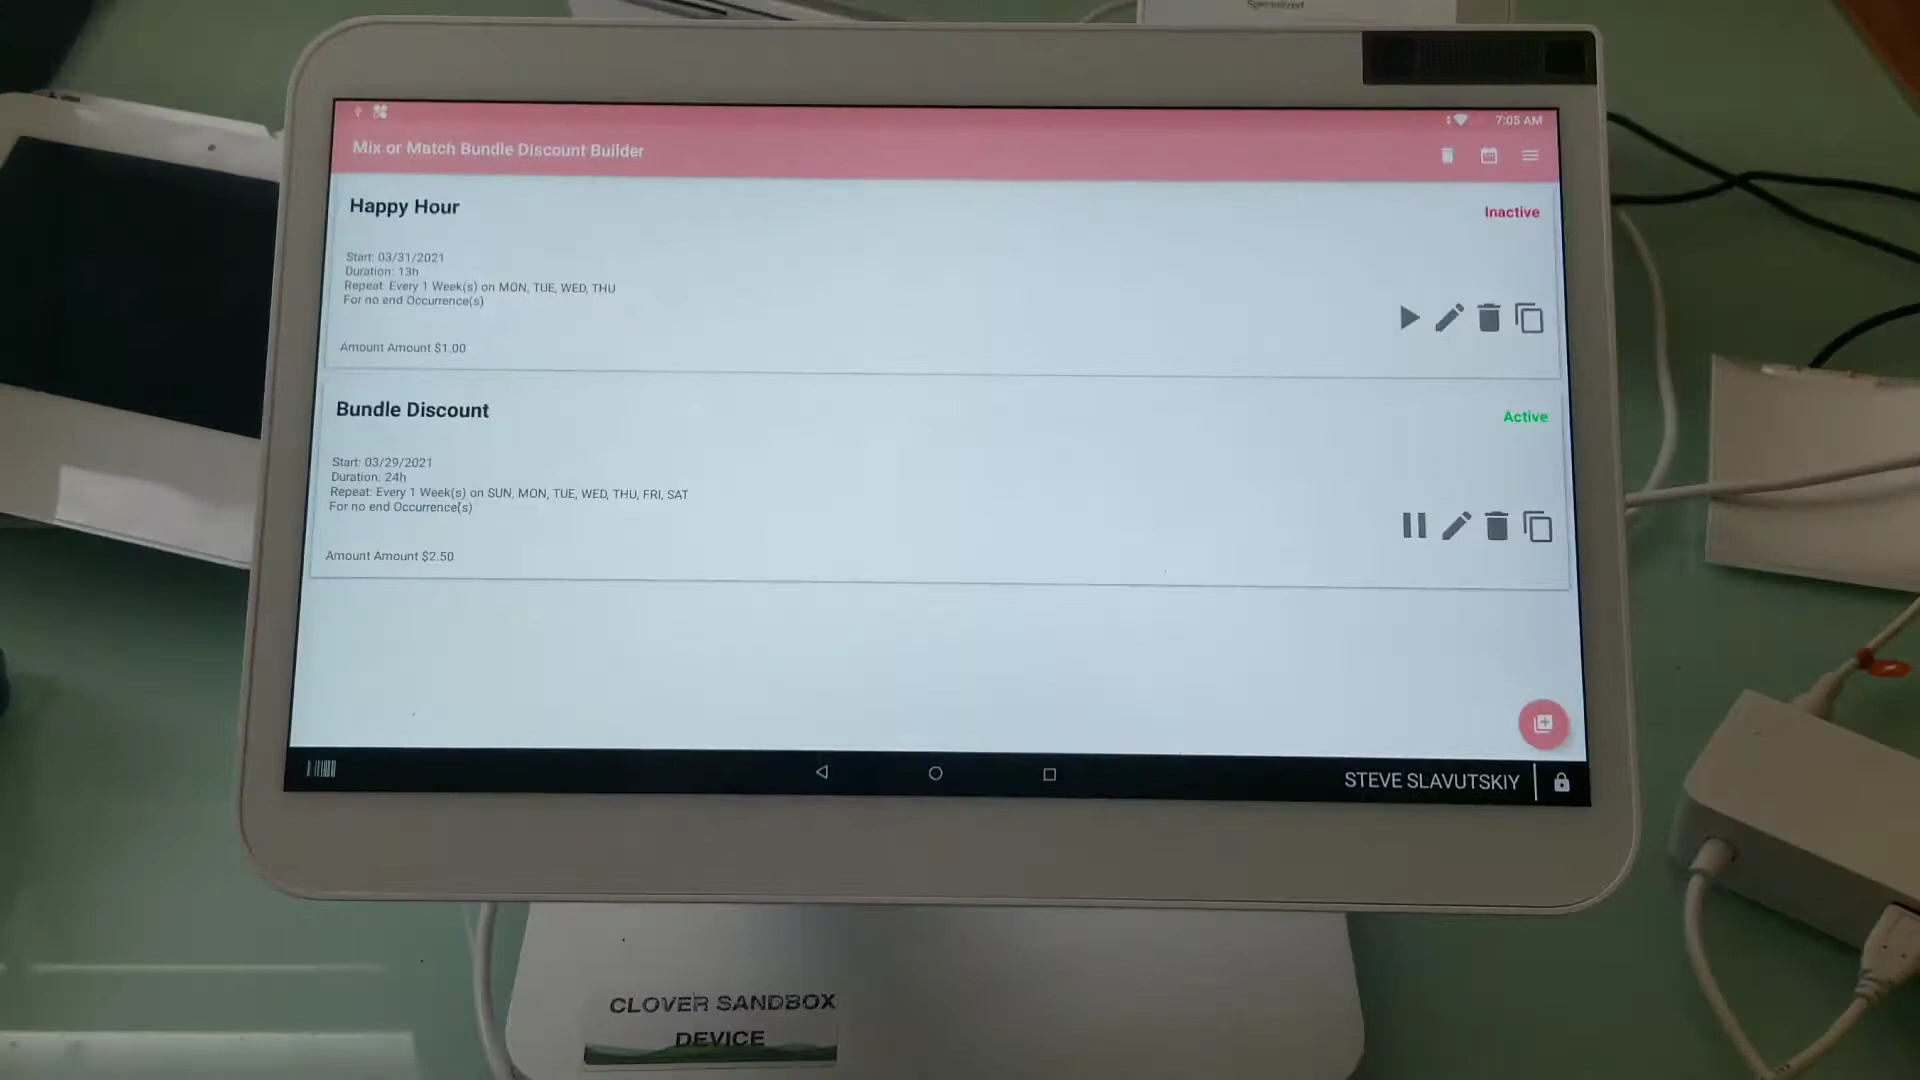 Specialized
7:05 AM
Mix or Match Bundle Discount Builder
Happy Hour
Inactive
Start: 03/31/2021
Duration: 13h
Repeat: Every 1 Week(s) on MON, TUE, WED, THU
For no end Occurrence(s)
Amount Amount $1.00
Bundle Discount
Active
Start: 03/29/2021
Duration: 24h
Repeat: Every 1 Week(s) on SUN, MON, TUE, WED, THU, FRI, SAT
For no end Occurrence(s)
Amount Amount $2.50
STEVE SLAVUTSKIY
CLOVER SANDBOX
DEVICE